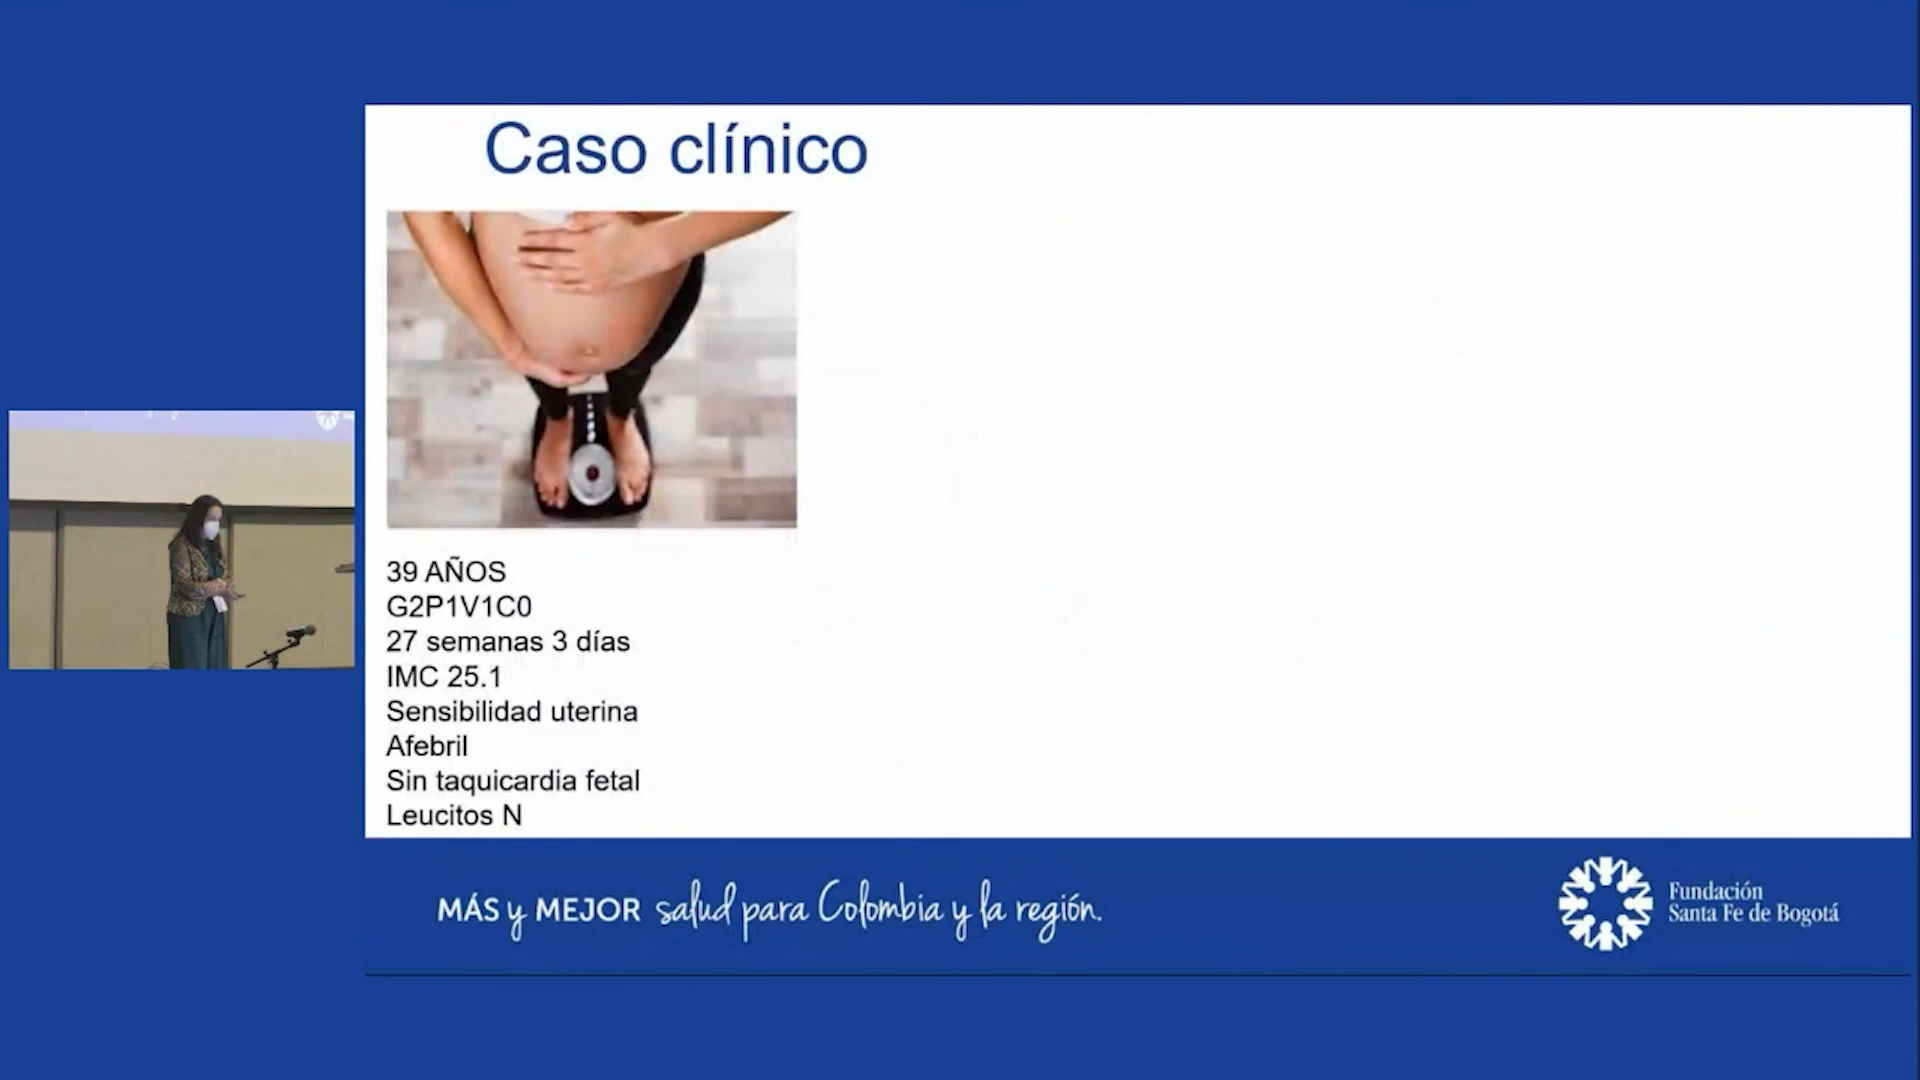 Caso clínico
39 AÑOS
G2P1V1C0
27 semanas 3 días
IMC 25.1
Sensibilidad uterina
Afebril
Sin taquicardia fetal
Leucitos N
MÁS y MEJOR salud para Colombia y la región.
Fundación
Santa Fe de Bogotá